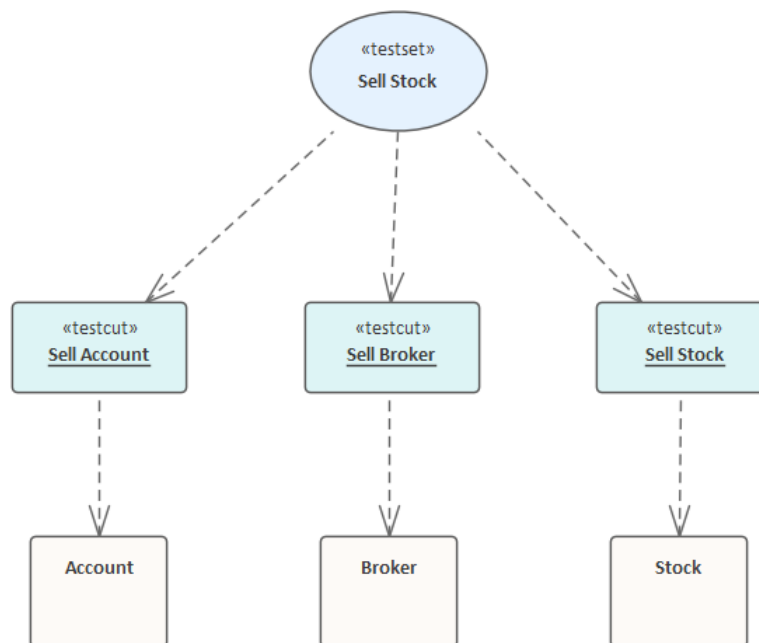 «testset»
Sell Stock
«testcut»
Sell Account
«testcut»
Sell Broker
«testcut»
Sell Stock
Account
Broker
Stock